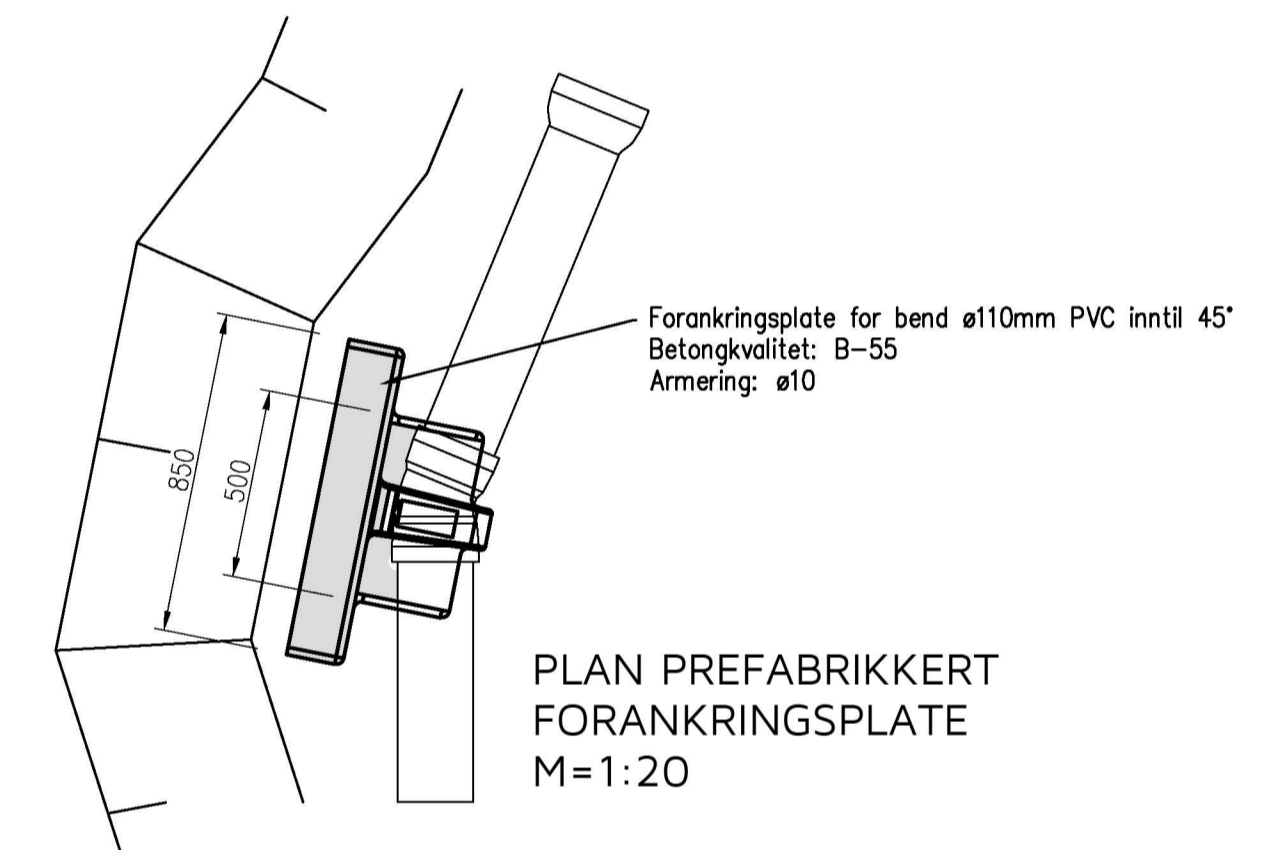 Forankringsplate for bend ø110mm PVC inntil 45°
Betongkvalitet: B-55
Armering: ø10
850
500
PLAN PREFABRIKKERT
FORANKRINGSPLATE
M=1:20